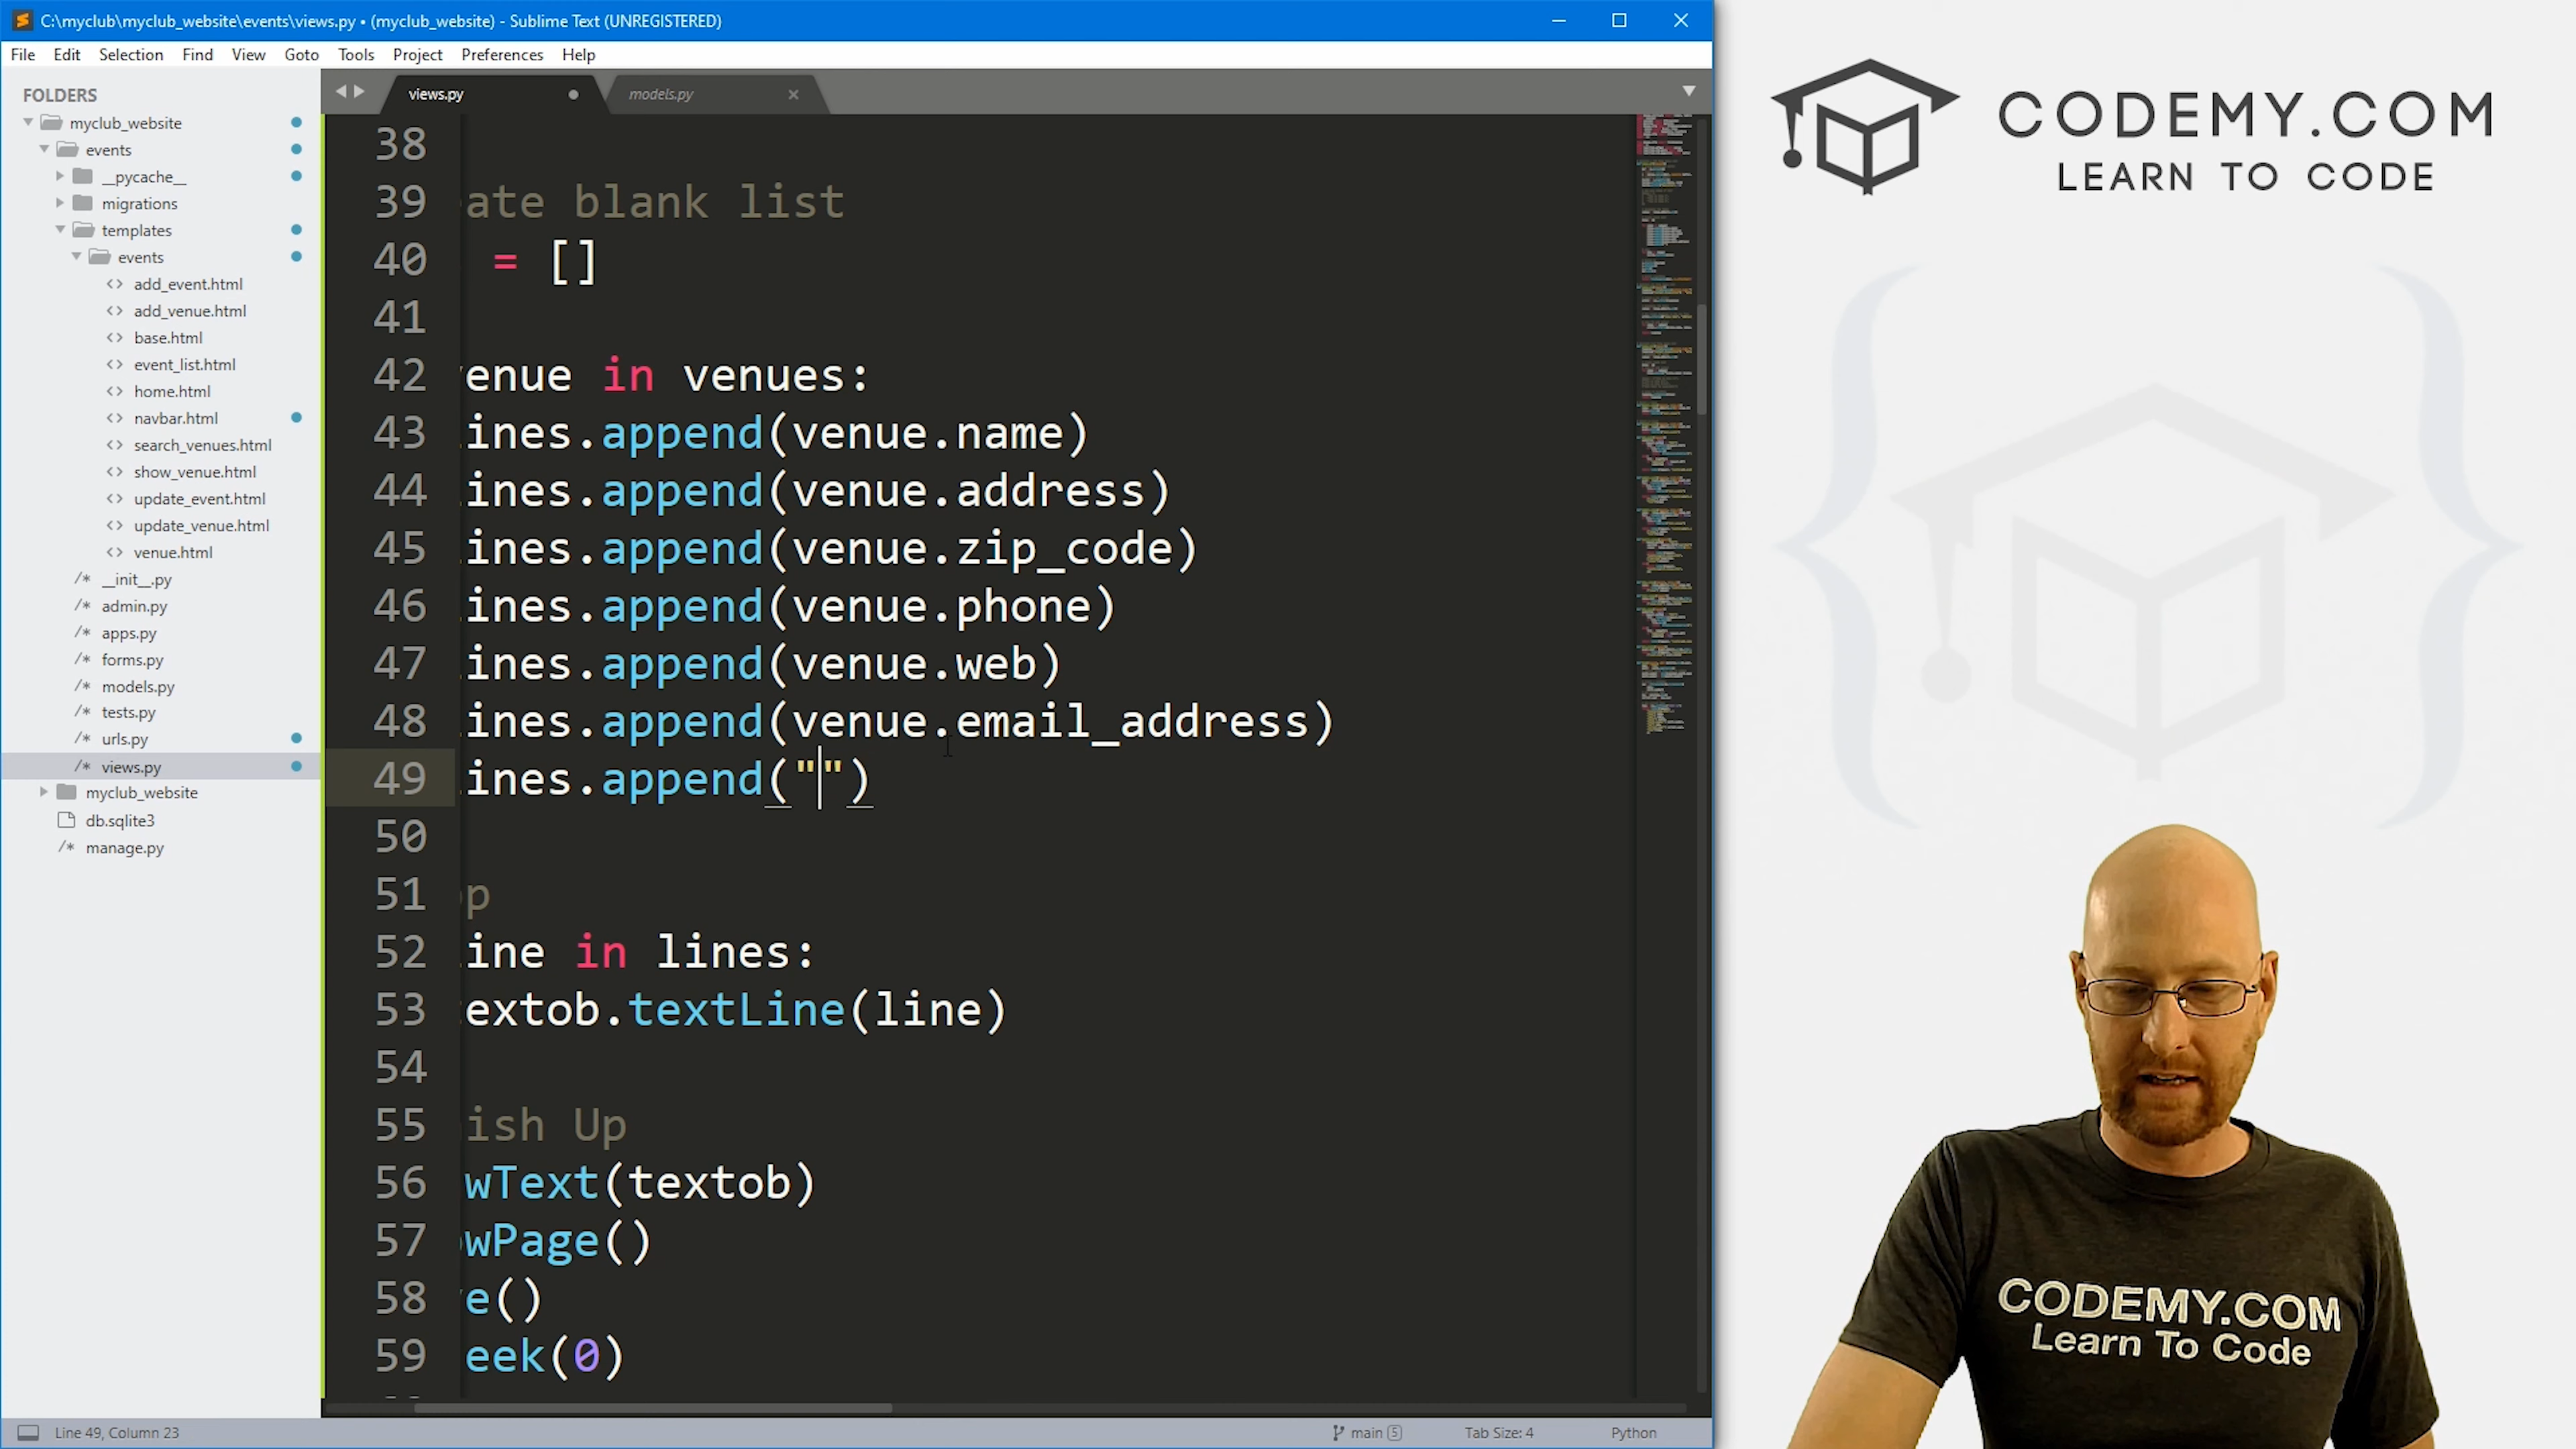 C:\myclub\myclub_website\events\views.py • (myclub_website) - Sublime Text (UNREGISTERED)
File Edit Selection Find View Goto Tools Project Preferences Help
FOLDERS
myclub_website
events
__pycache__
migrations
templates
events
add_event.html
add_venue.html
base.html
event_list.html
home.html
navbar.html
search_venues.html
show_venue.html
update_event.html
update_venue.html
venue.html
/* __init__.py
/* admin.py
/* apps.py
/* forms.py
/* models.py
/* tests.py
/* urls.py
/* views.py
myclub_website
db.sqlite3
/* manage.py
views.py models.py
38
39 ate blank list
40 = []
41
42 venue in venues:
43 ines.append(venue.name)
44 ines.append(venue.address)
45 ines.append(venue.zip_code)
46 ines.append(venue.phone)
47 ines.append(venue.web)
48 ines.append(venue.email_address)
49 ines.append("")
50
51 p
52 ine in lines:
53 extob.textLine(line)
54
55 ish Up
56 wText(textob)
57 wPage()
58 e()
59 eek(0)
Line 49, Column 23 main 5 Tab Size: 4 Python
CODEMY.COM
LEARN TO CODE
CODEMY.COM
Learn To Code